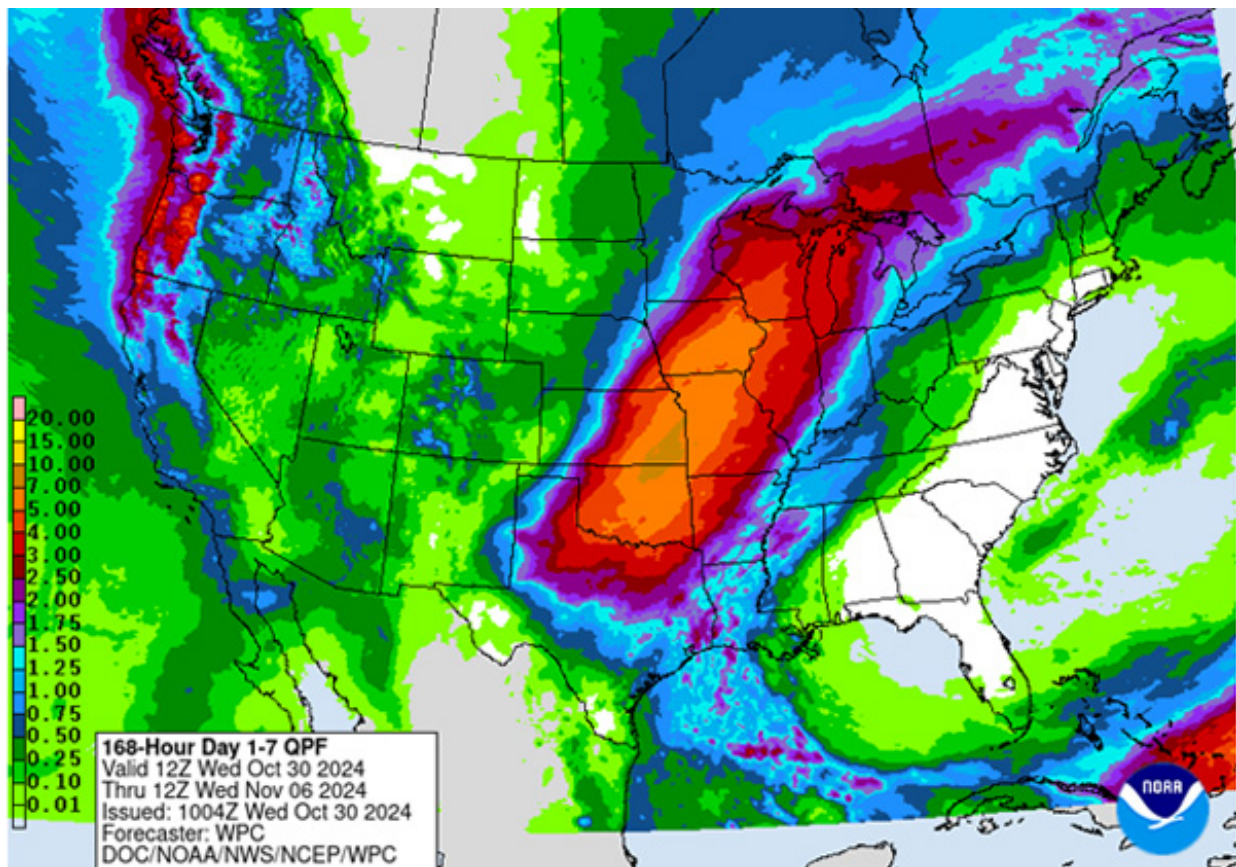 20.00
15.00
10.00
7.00
5.00
4.00
3.00
2.50
2.00
1.75
1.50
1.25
1.00
0.75
0.50
0.25
0.10
0.01
168-Hour Day 1-7 QPF
Valid 12Z Wed Oct 30 2024
Thru 12Z Wed Nov 06 2024
Issued: 1004Z Wed Oct 30 2024
Forecaster: WPC
DOC/NOAA/NWS/NCEP/WPC
NOAA